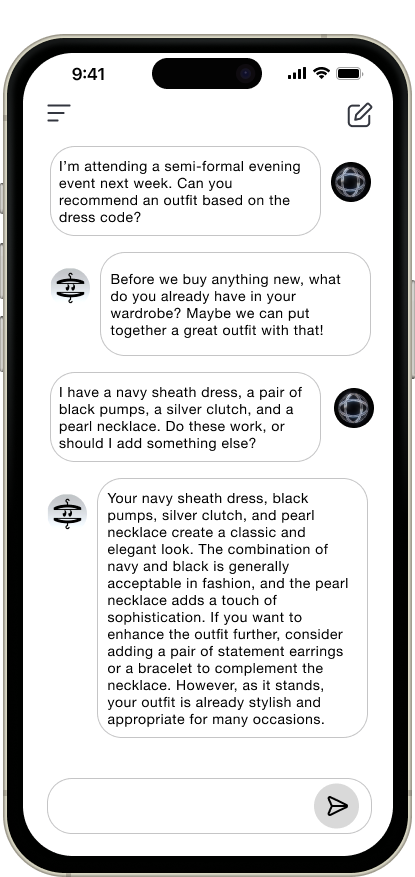 9:41
I’m attending a semi-formal evening
event next week. Can you
recommend an outfit based on the
dress code?
Before we buy anything new, what
do you already have in your
wardrobe? Maybe we can put
together a great outfit with that!
I have a navy sheath dress, a pair of
black pumps, a silver clutch, and a
pearl necklace. Do these work, or
should I add something else?
Your navy sheath dress, black
pumps, silver clutch, and pearl
necklace create a classic and
elegant look. The combination of
navy and black is generally
acceptable in fashion, and the pearl
necklace adds a touch of
sophistication. If you want to
enhance the outfit further, consider
adding a pair of statement earrings
or a bracelet to complement the
necklace. However, as it stands,
your outfit is already stylish and
appropriate for many occasions.